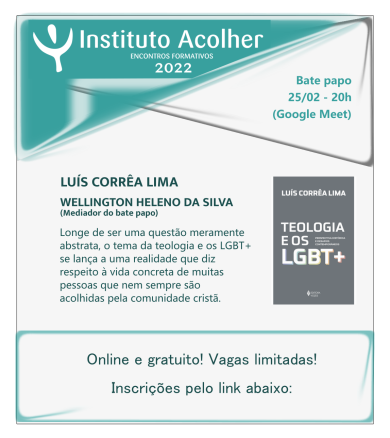 Instituto Acolher
ENCONTROS FORMATIVOS
2022
Bate papo
25/02 - 20h
(Google Meet)
LUÍS CORRÊA LIMA
WELLINGTON HELENO DA SILVA
(Mediador do bate papo)
Longe de ser uma questão meramente
abstrata, o tema da teologia e os LGBT+
se lança a uma realidade que diz
respeito à vida concreta de muitas
pessoas que nem sempre são
acolhidas pela comunidade cristã.
LUÍS CORRÊA LIMA
TEOLOGIA
E OS
LGBT+
Online e gratuito! Vagas limitadas!
Inscrições pelo link abaixo: